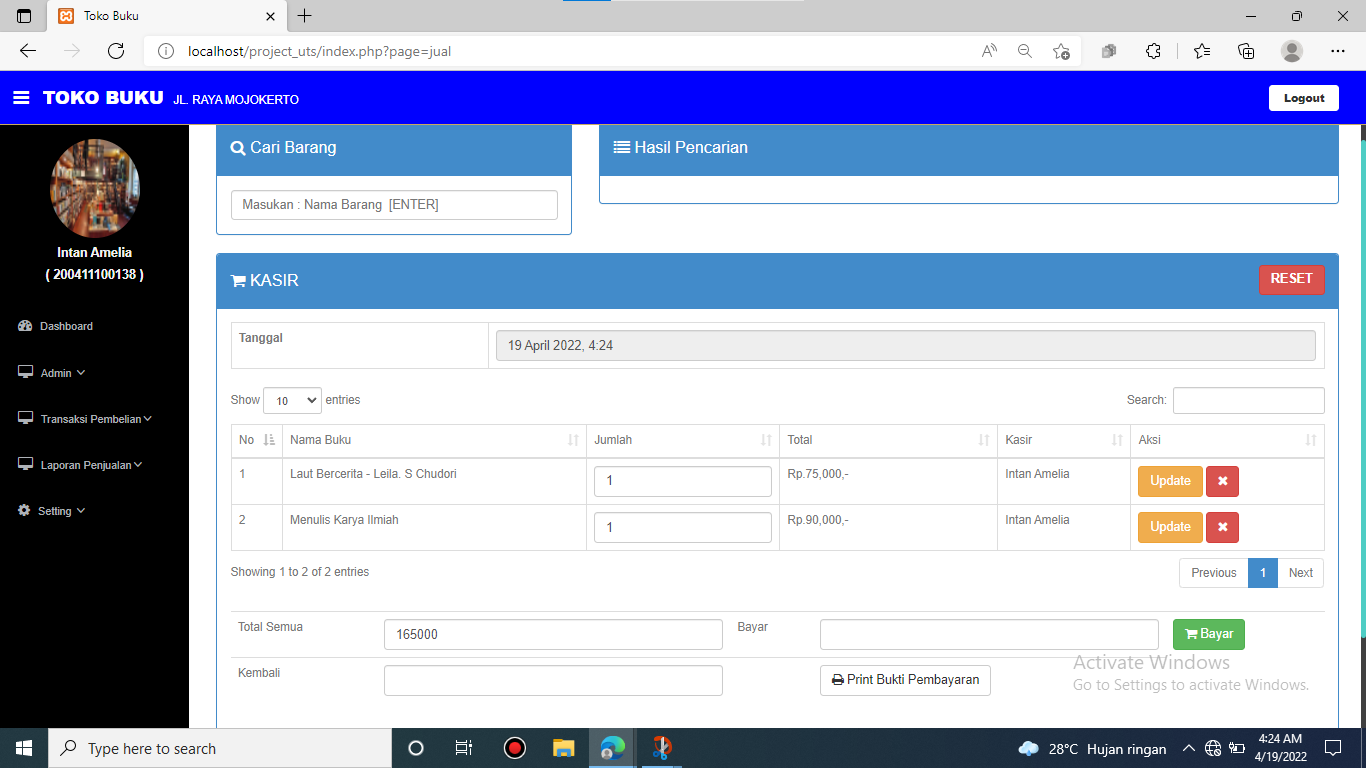 Toko Buku
localhost/project_uts/index.php?page=jual
TOKO BUKU JL. RAYA MOJOKERTO
Logout
Intan Amelia
( 200411100138 )
Dashboard
Admin
Transaksi Pembelian
Laporan Penjualan
Setting
Cari Barang
Masukan : Nama Barang [ENTER]
Hasil Pencarian
KASIR
RESET
Tanggal 19 April 2022, 4:24
Show 10 entries Search:
No Nama Buku Jumlah Total Kasir Aksi
1 Laut Bercerita - Leila. S Chudori 1 Rp.75,000,- Intan Amelia Update
2 Menulis Karya Ilmiah 1 Rp.90,000,- Intan Amelia Update
Showing 1 to 2 of 2 entries Previous 1 Next
Total Semua 165000 Bayar Bayar
Kembali Print Bukti Pembayaran
Activate Windows
Go to Settings to activate Windows.
Type here to search
28°C Hujan ringan
4:24 AM
4/19/2022